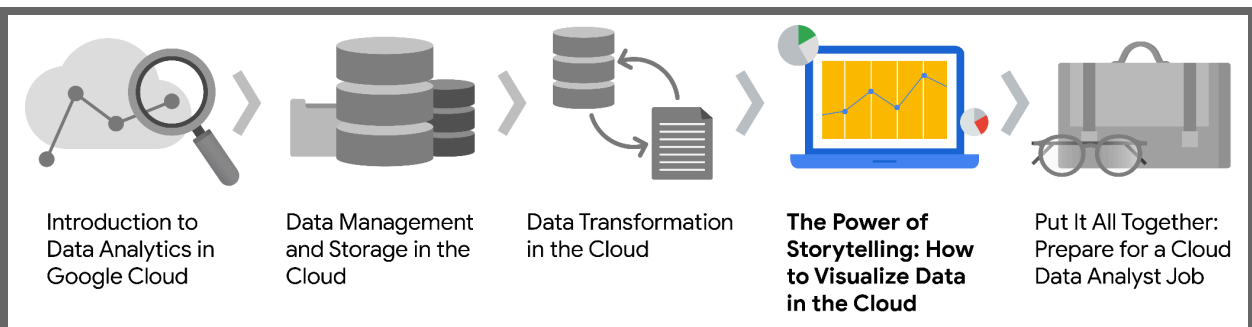 Introduction to
Data Analytics in
Google Cloud
Data Management
and Storage in the
Cloud
Data Transformation
in the Cloud
The Power of
Storytelling: How
to Visualize Data
in the Cloud
Put It All Together:
Prepare for a Cloud
Data Analyst Job